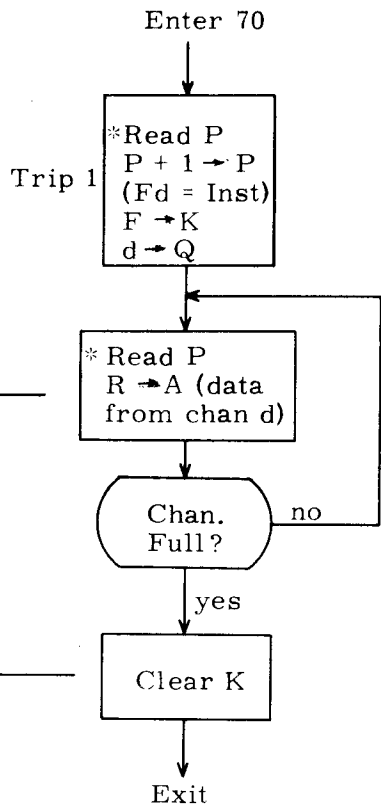 Enter 70
Trip 1
*Read P
P + 1 → P
(Fd = Inst)
F → K
d → Q
* Read P
R → A (data
from chan d)
Chan.
Full?
no
yes
Clear K
Exit